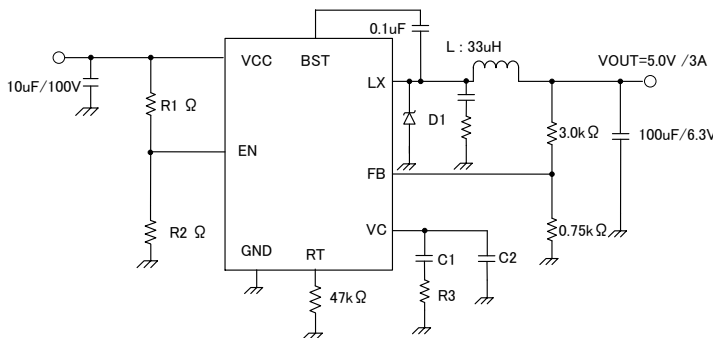 0.1uF
L : 33uH
VCC
BST
VOUT=5.0V /3A
LX
10uF/100V
R1 Ω
D1
3.0kΩ
100uF/6.3V
EN
FB
R2 Ω
VC
0.75kΩ
GND
RT
C1
C2
47kΩ
R3